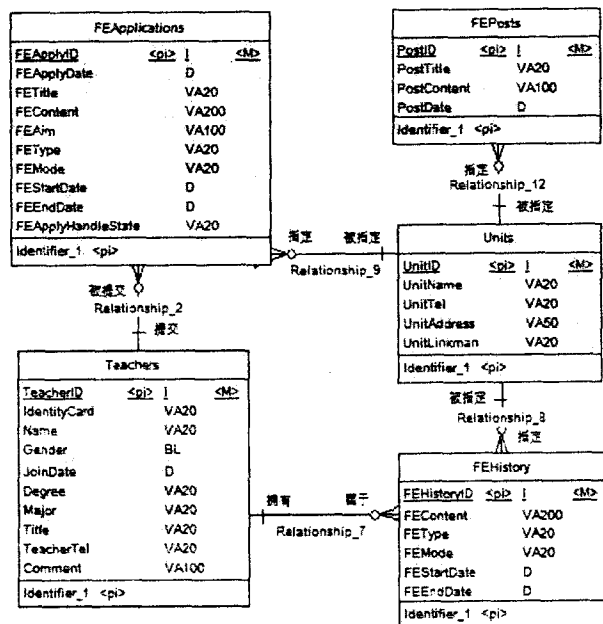 FEApplications
FEApplyID <pi> I <M>
FEApplyDate D
FETitle VA20
FEContent VA200
FEAim VA100
FEType VA20
FEMode VA20
FEStartDate D
FEEndDate D
FEApplyHandleState VA20
Identifier_1 <pi>
FEPosts
PostID <pi> I <M>
PostTitle VA20
PostContent VA100
PostDate D
Identifier_1 <pi>
指定
Relationship_12
被指定
指定
被指定
Relationship_9
Units
UnitID <pi> I <M>
UnitName VA20
UnitTel VA20
UnitAddress VA50
UnitLinkman VA20
Identifier_1 <pi>
被提交
Relationship_2
提交
Teachers
TeacherID <pi> I <M>
IdentityCard VA20
Name VA20
Gender BL
JoinDate D
Degree VA20
Major VA20
Title VA20
TeacherTel VA20
Comment VA100
Identifier_1 <pi>
被指定
Relationship_8
指定
拥有
属于
Relationship_7
FEHistory
FEHistoryID <pi> I <M>
FEContent VA200
FEType VA20
FEMode VA20
FEStartDate D
FEEndDate D
Identifier_1 <pi>